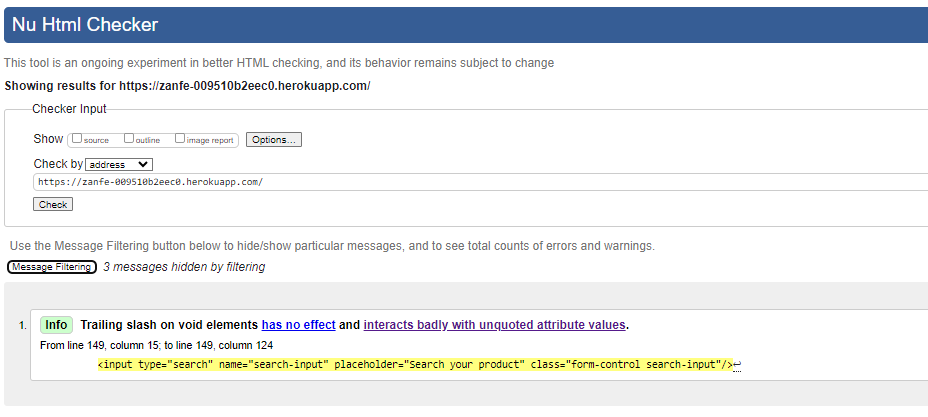 Nu Html Checker
This tool is an ongoing experiment in better HTML checking, and its behavior remains subject to change
Showing results for https://zanfe-009510b2eec0.herokuapp.com/
Checker Input
Show source outline image report Options...
Check by address
https://zanfe-009510b2eec0.herokuapp.com/
Check
Use the Message Filtering button below to hide/show particular messages, and to see total counts of errors and warnings.
Message Filtering 3 messages hidden by filtering
1. Info Trailing slash on void elements has no effect and interacts badly with unquoted attribute values.
From line 149, column 15; to line 149, column 124
<input type="search" name="search-input" placeholder="Search your product" class="form-control search-input"/>↩